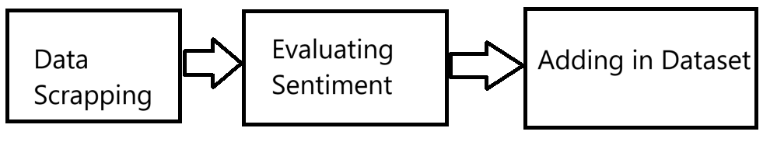 Data
Scrapping
Evaluating
Sentiment
Adding in Dataset